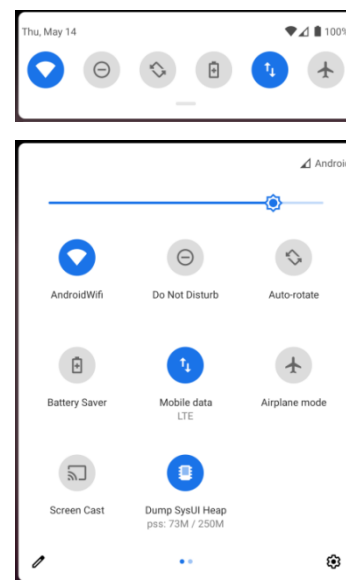 Thu, May 14
100%
Androi
AndroidWifi
Do Not Disturb
Auto-rotate
Battery Saver
Mobile data
Airplane mode
LTE
Screen Cast
Dump SysUI Heap
pss: 73M / 250M